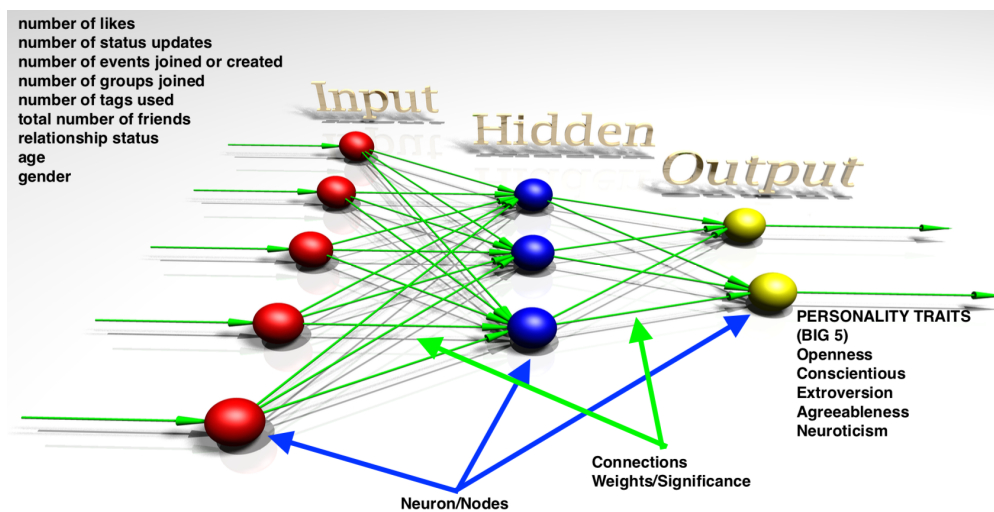 number of likes
number of status updates
number of events joined or created
number of groups joined
number of tags used
total number of friends
relationship status
age
gender
Input
Hidden
Output
PERSONALITY TRAITS
(BIG 5)
Openness
Conscientious
Extroversion
Agreeableness
Neuroticism
Connections
Weights/Significance
Neuron/Nodes